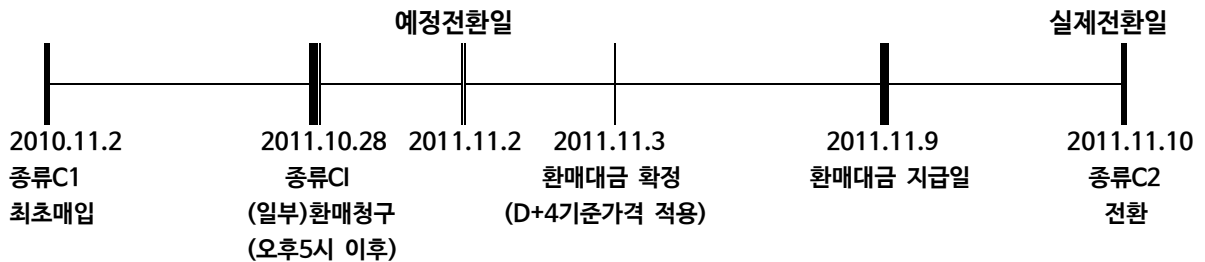 예정전환일 실제전환일
2010.11.2 2011.10.28 2011.11.2 2011.11.3 2011.11.9 2011.11.10
종류C1 종류CI 환매대금 확정 환매대금 지급일 종류C2
최초매입 (일부)환매청구 (D+4기준가격 적용) 전환
(오후5시 이후)